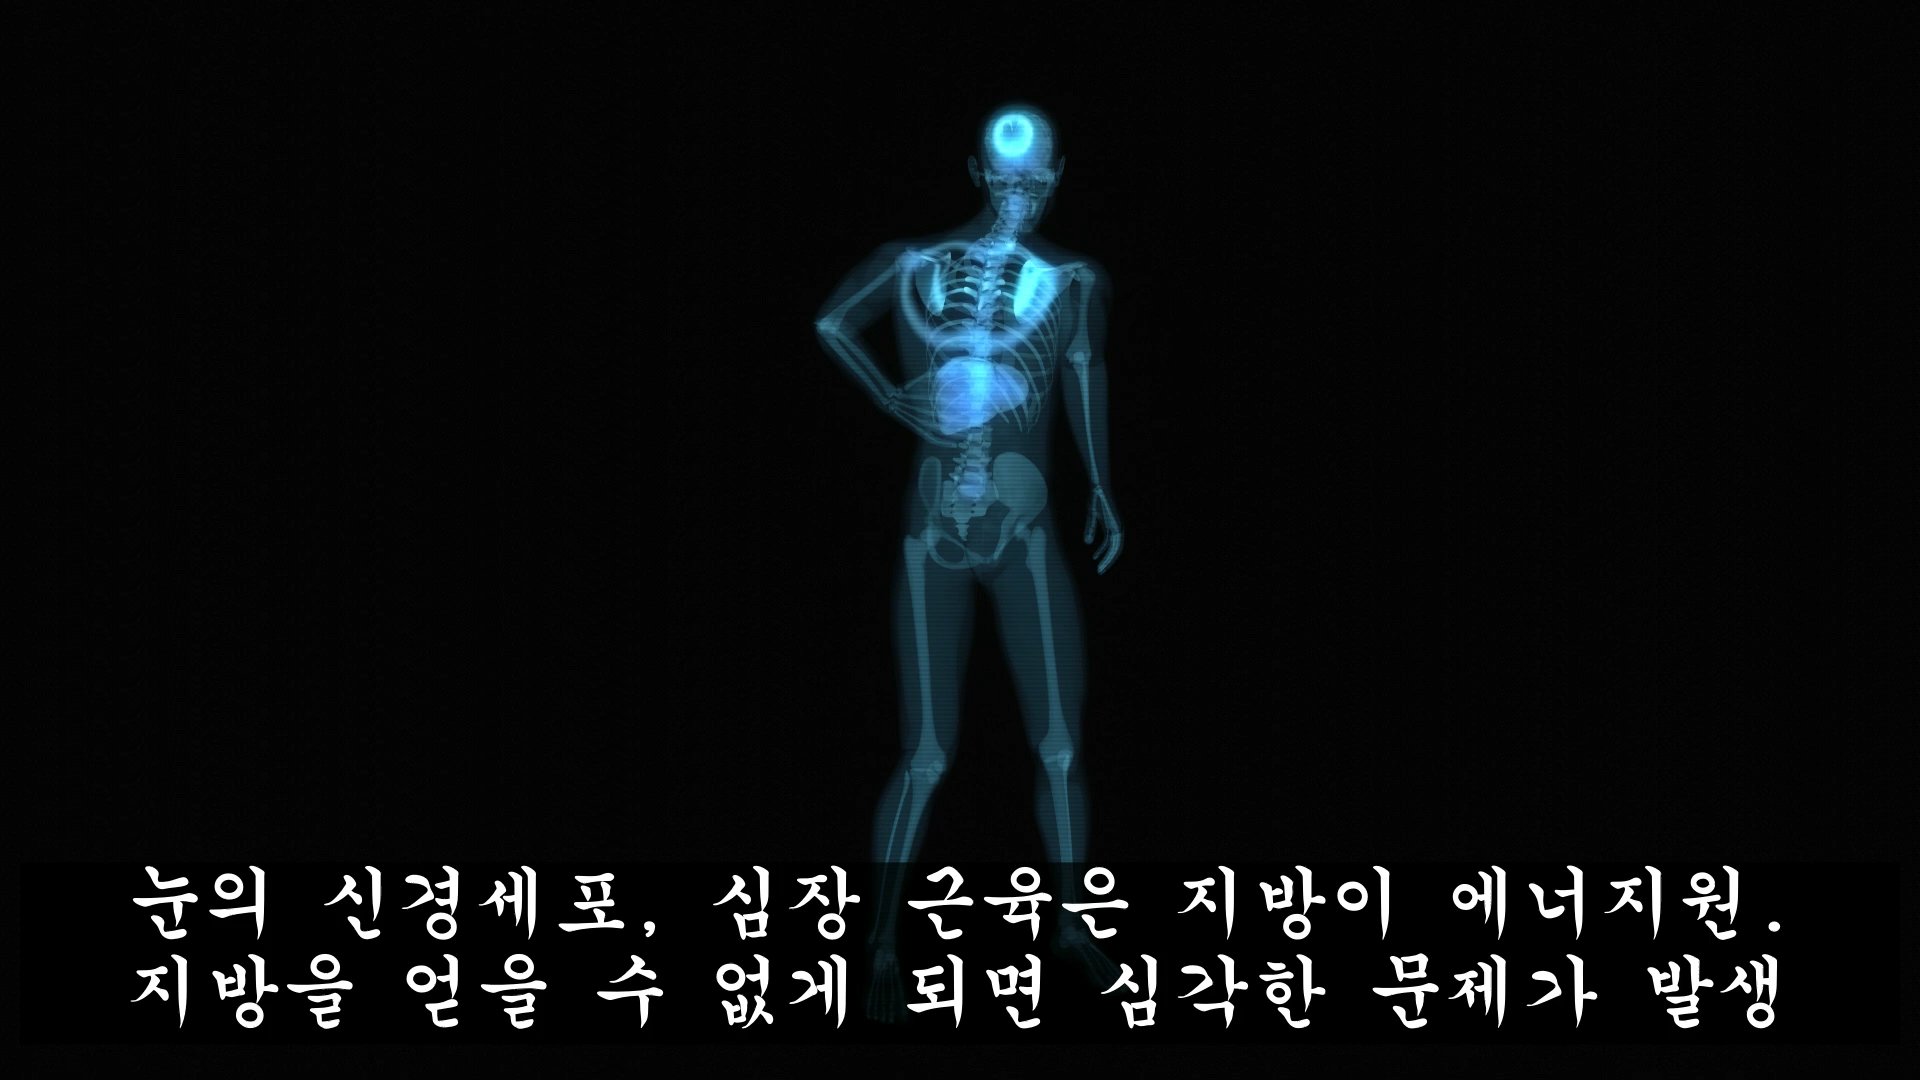 눈의 신경세포, 심장 근육은 지방이 에너지원.
지방을 얻을 수 없게 되면 심각한 문제가 발생